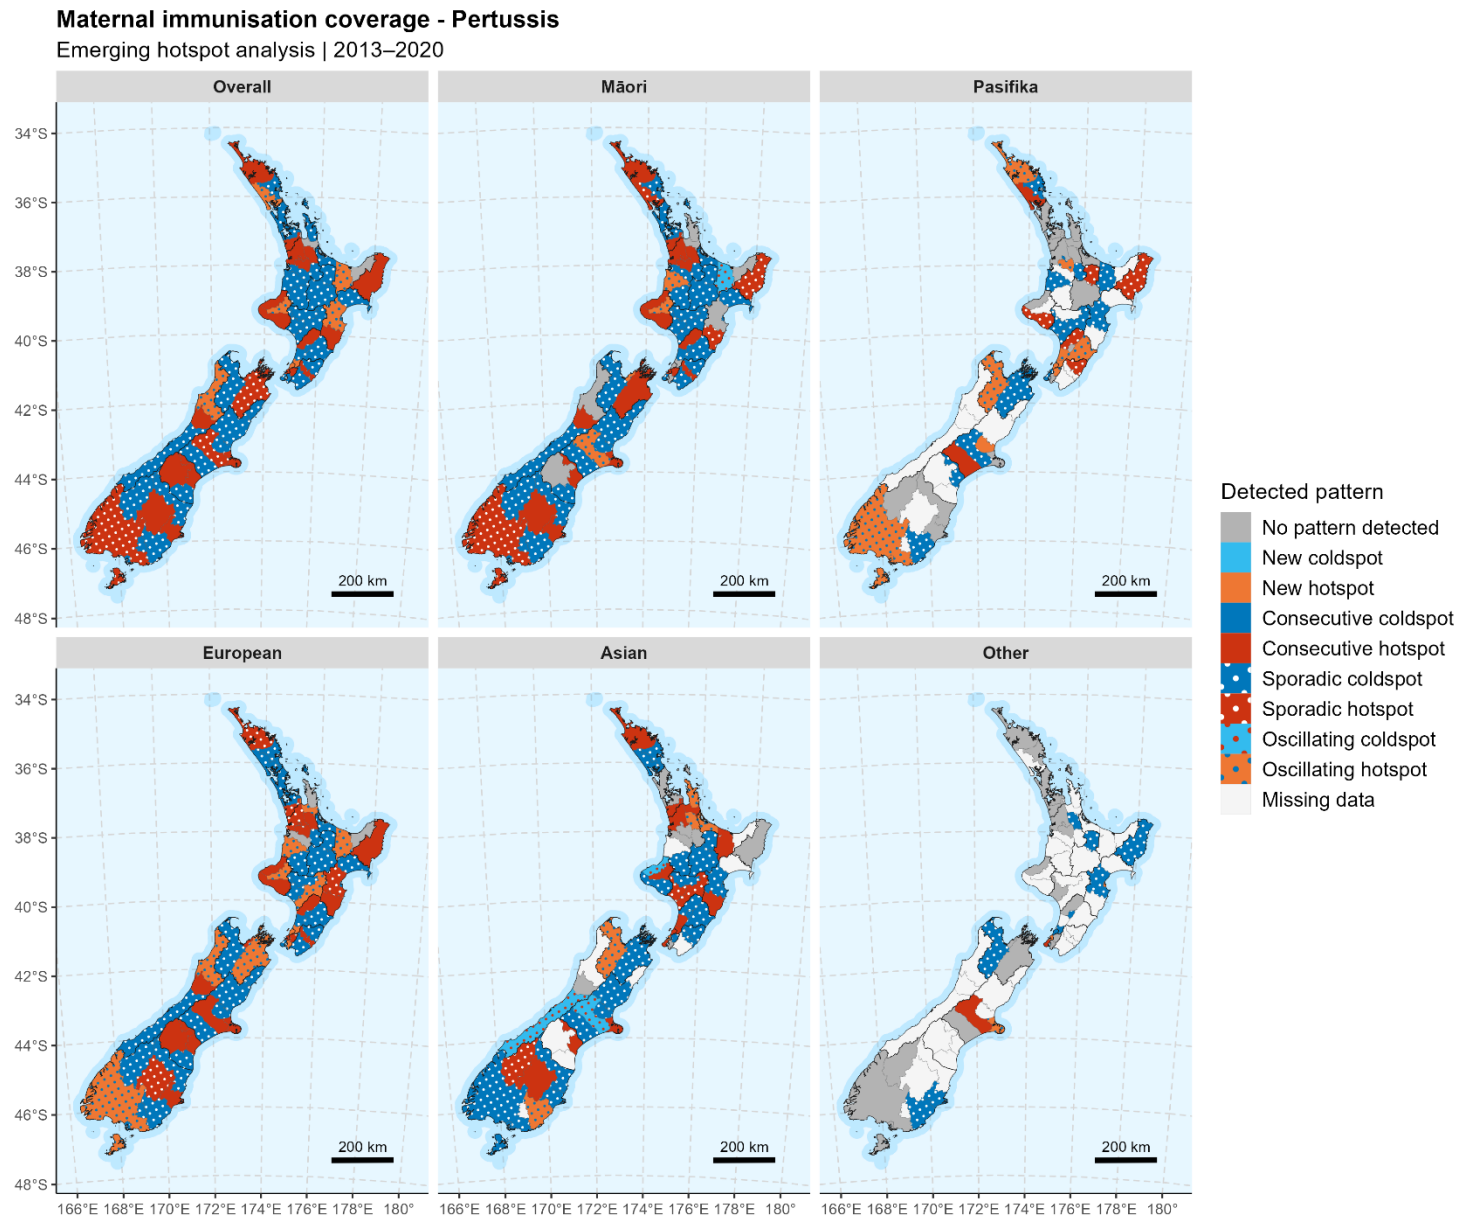 Maternal immunisation coverage - Pertussis
Emerging hotspot analysis | 2013–2020
Overall
Māori
Pasifika
34°S
36°S
38°S
40°S
42°S
44°S
46°S
48°S
200 km
200 km
200 km
European
Asian
Other
34°S
36°S
38°S
40°S
42°S
44°S
46°S
48°S
200 km
200 km
200 km
166°E 168°E 170°E 172°E 174°E 176°E 178°E 180°
166°E 168°E 170°E 172°E 174°E 176°E 178°E 180°
166°E 168°E 170°E 172°E 174°E 176°E 178°E 180°
Detected pattern
No pattern detected
New coldspot
New hotspot
Consecutive coldspot
Consecutive hotspot
Sporadic coldspot
Sporadic hotspot
Oscillating coldspot
Oscillating hotspot
Missing data